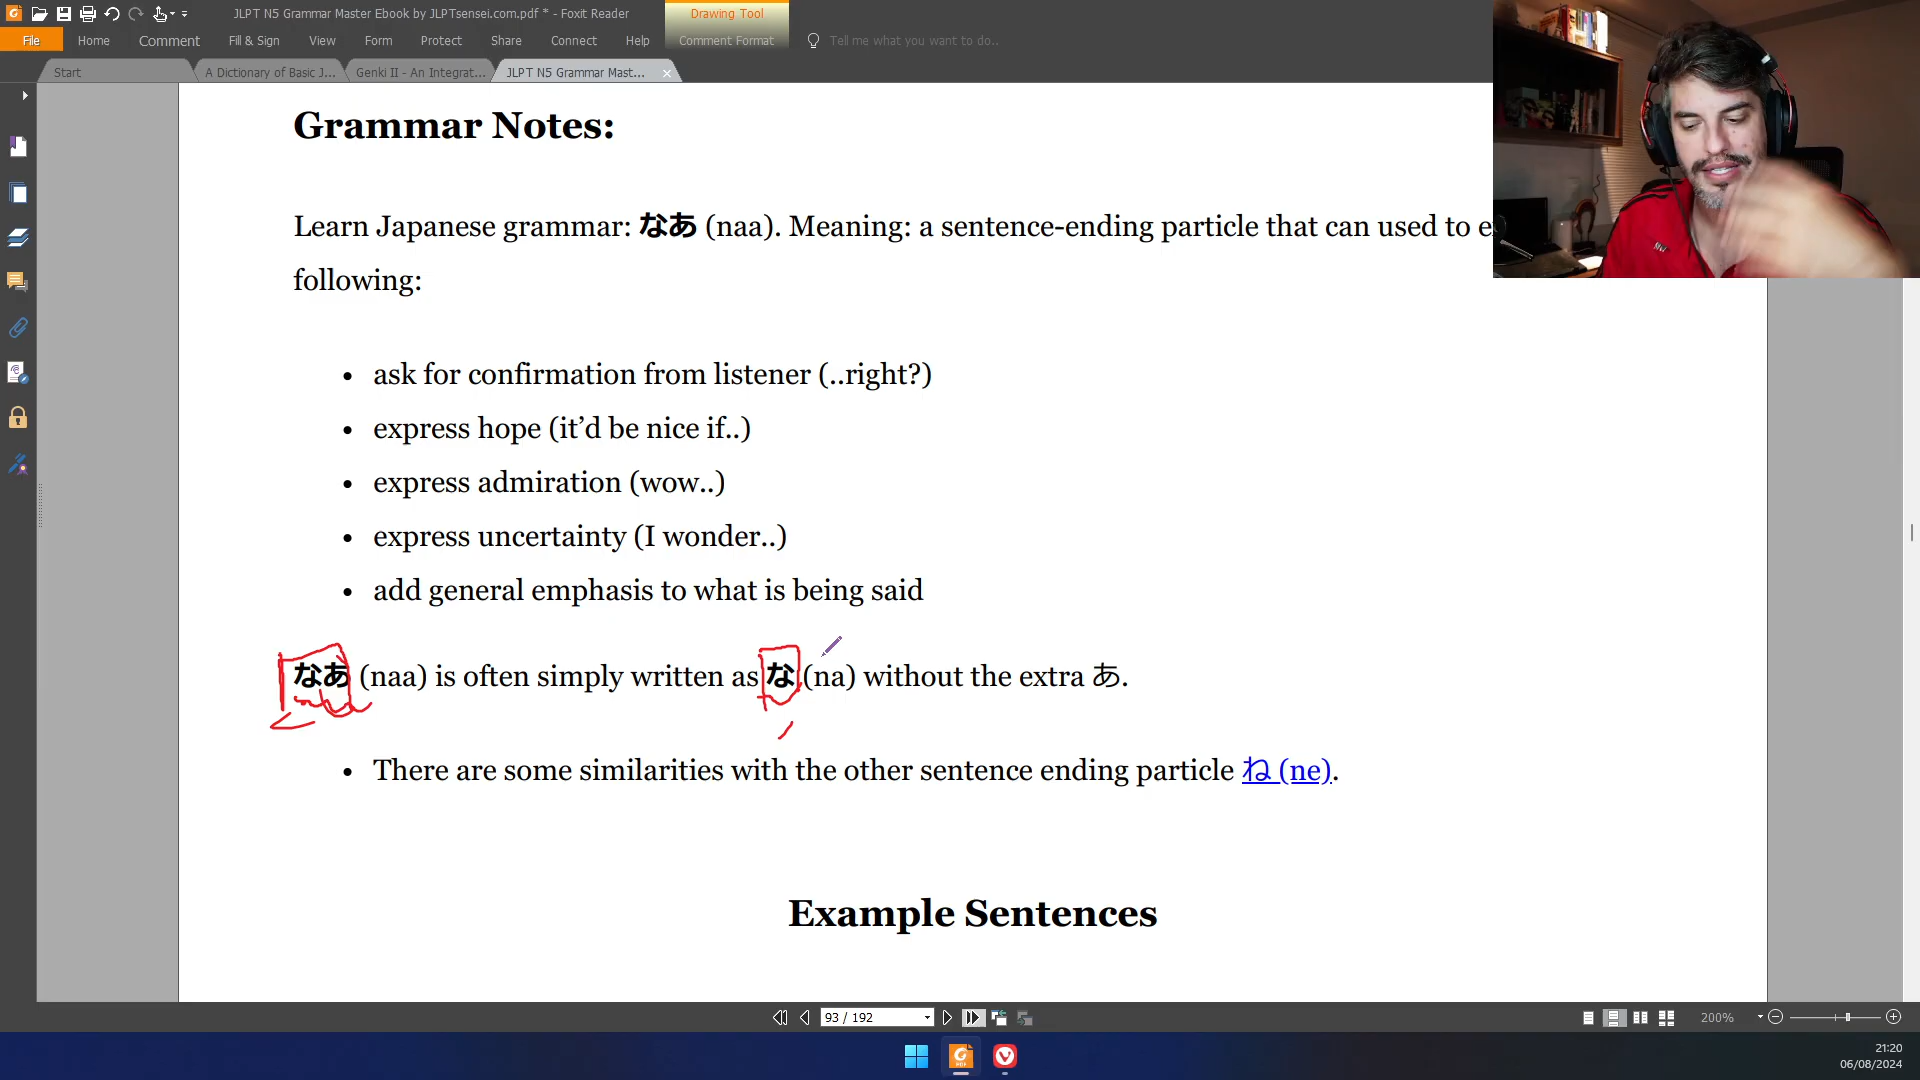 JLPT N5 Grammar Master Ebook by JLPTsensei.com.pdf * - Foxit Reader
Drawing Tool
File Home Comment Fill & Sign View Form Protect Share Connect Help Comment Format Tell me what you want to do..
Start A Dictionary of Basic J... Genki II - An Integrat... JLPT N5 Grammar Mast...
Grammar Notes:
Learn Japanese grammar: なあ (naa). Meaning: a sentence-ending particle that can used to
following:
• ask for confirmation from listener (..right?)
• express hope (it’d be nice if..)
• express admiration (wow..)
• express uncertainty (I wonder..)
• add general emphasis to what is being said
なあ (naa) is often simply written as な (na) without the extra あ.
• There are some similarities with the other sentence ending particle ね (ne).
Example Sentences
93 / 192
200%
21:20
06/08/2024